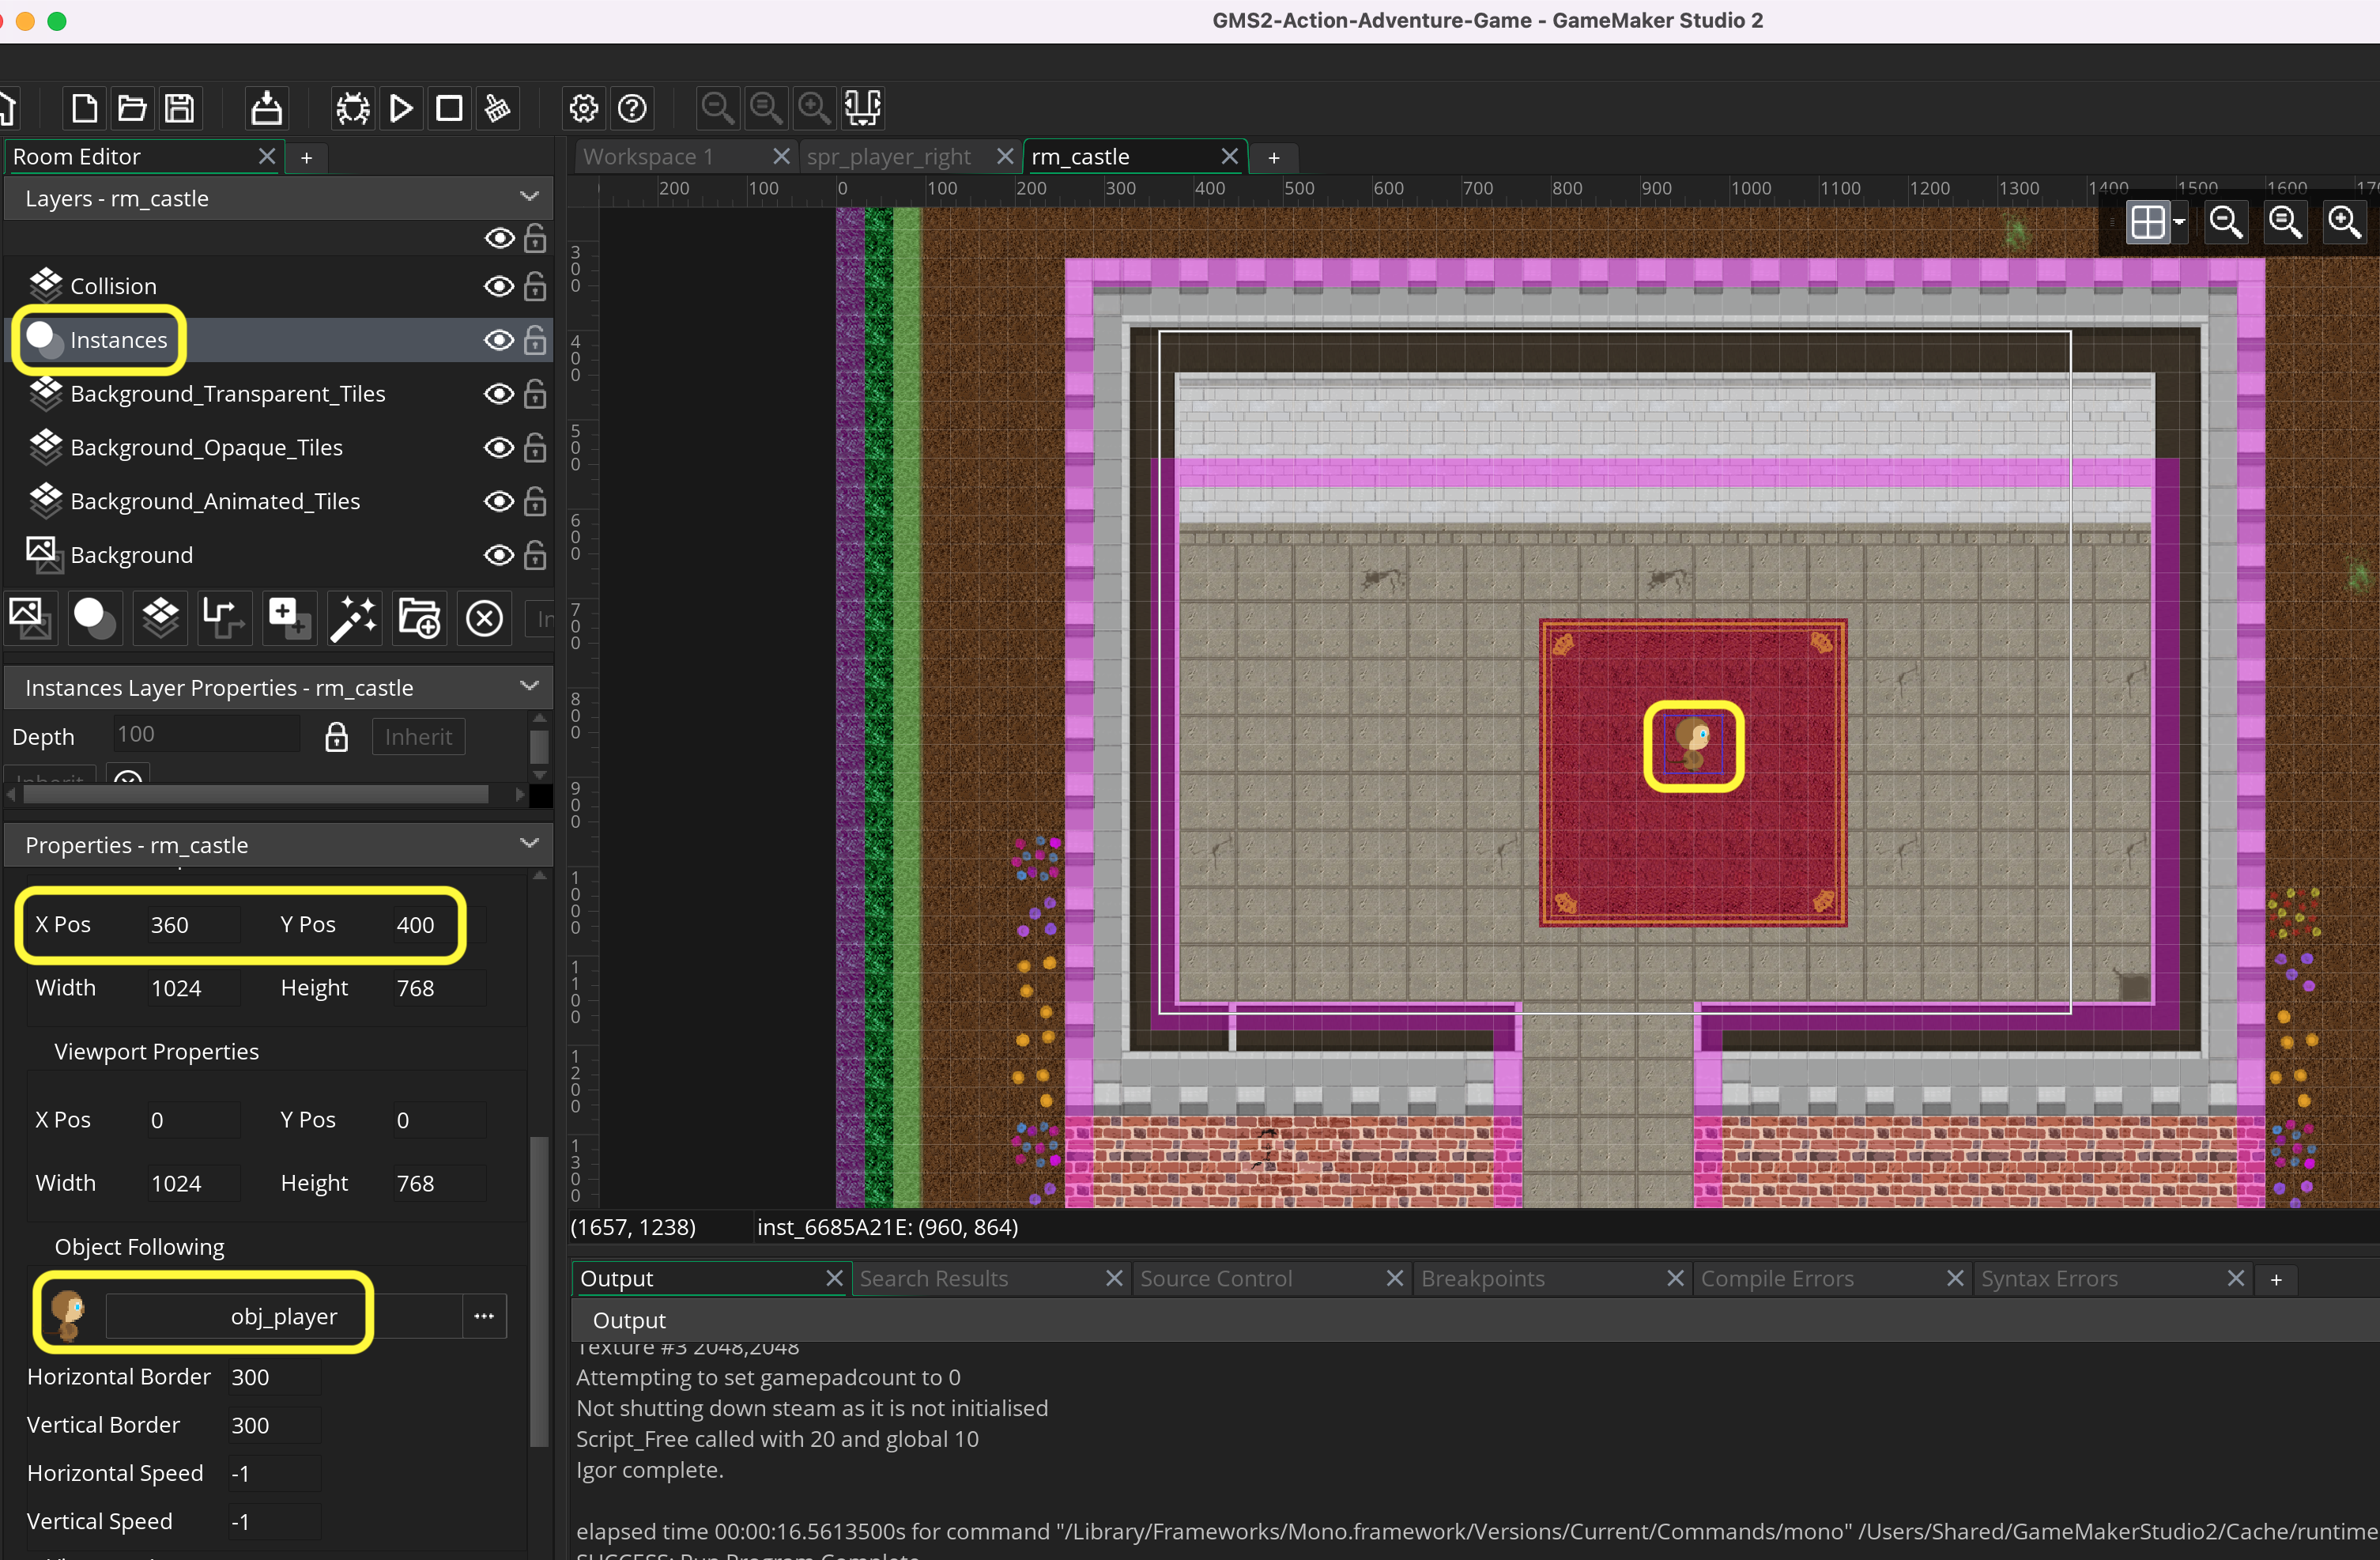 GMS2-Action-Adventure-Game - GameMaker Studio 2
Room Editor
+
Workspace 1
spr_player_right
rm_castle
+
Layers - rm_castle
200 100 0 100 200 300 400 500 600 700 800 900 1000 1100 1200 1300 1400 1500 1600
300
400
500
600
700
800
900
1000
1100
1200
1300
Collision
Instances
Background_Transparent_Tiles
Background_Opaque_Tiles
Background_Animated_Tiles
Background
Instances Layer Properties - rm_castle
Depth 100 Inherit
Inherit
Properties - rm_castle
X Pos 360 Y Pos 400
Width 1024 Height 768
Viewport Properties
X Pos 0 Y Pos 0
Width 1024 Height 768
Object Following
obj_player ...
Horizontal Border 300
Vertical Border 300
Horizontal Speed -1
Vertical Speed -1
(1657, 1238) inst_6685A21E: (960, 864)
Output Search Results Source Control Breakpoints Compile Errors Syntax Errors +
Output
Texture #3 2048,2048
Attempting to set gamepadcount to 0
Not shutting down steam as it is not initialised
Script_Free called with 20 and global 10
Igor complete.
elapsed time 00:00:16.5613500s for command "/Library/Frameworks/Mono.framework/Versions/Current/Commands/mono" /Users/Shared/GameMakerStudio2/Cache/runtime
SUCCESS: Run Program Complete